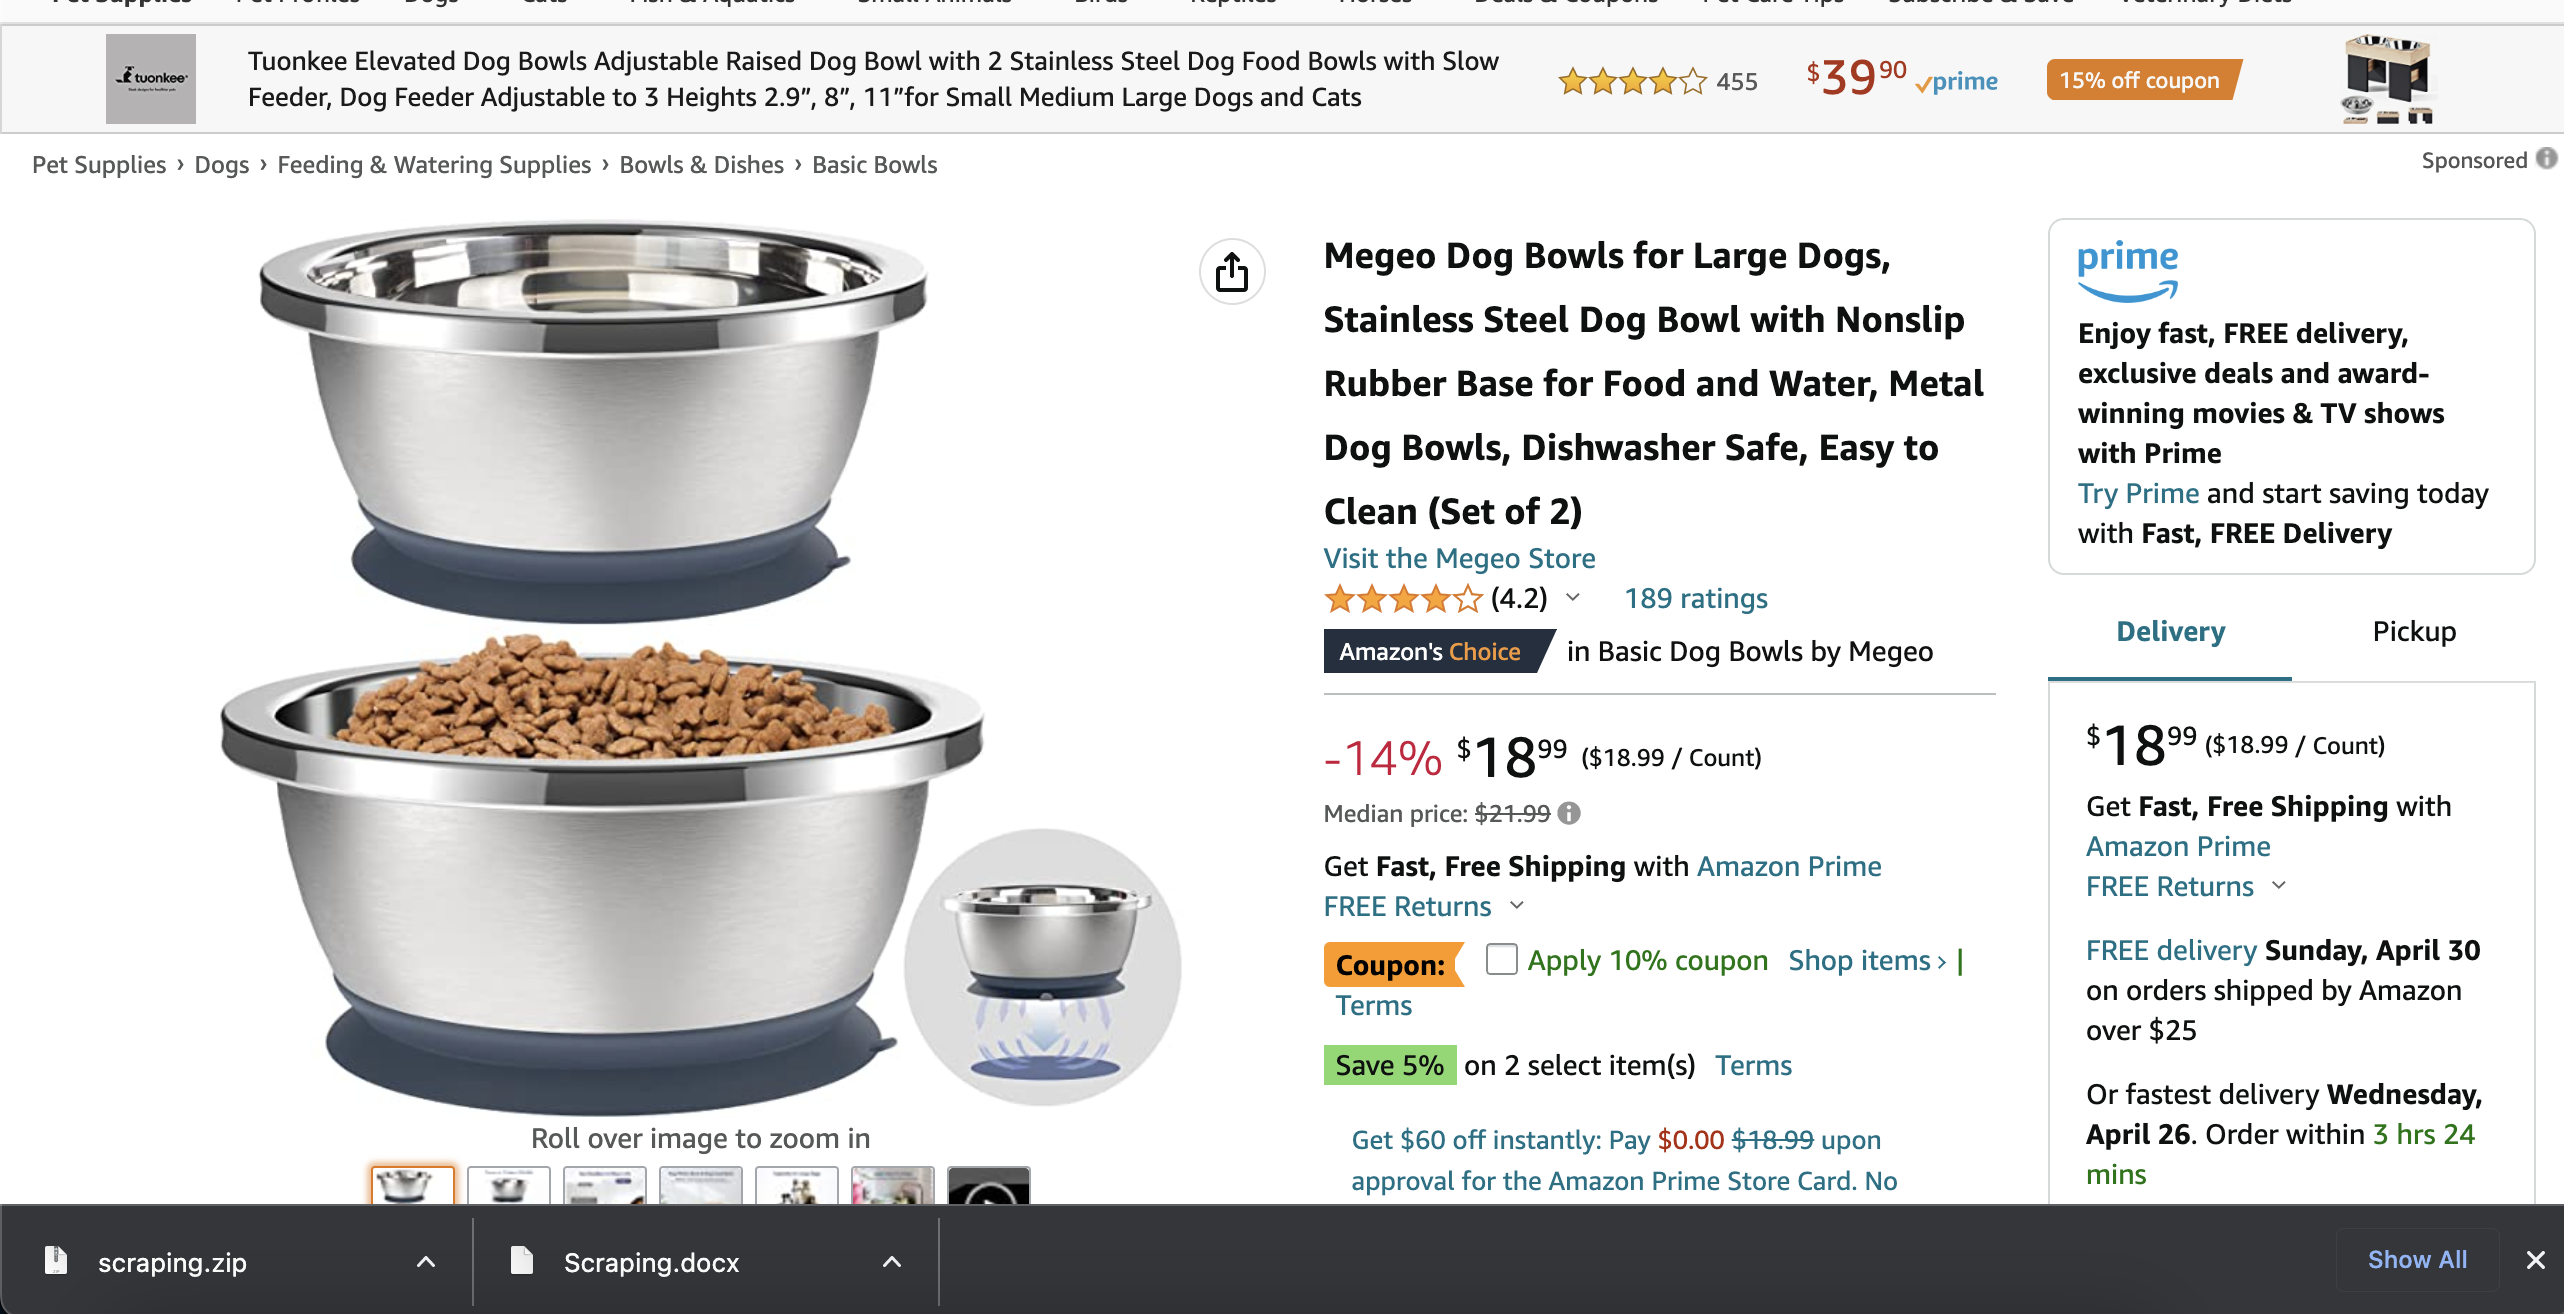 Pet Supplies Pet Profiles Dogs Cats Fish & Aquatics Small Animals Birds Reptiles Horses Deals & Coupons Pet Care Tips Subscribe & Save Veterinary Diets
tuonkee
Tuonkee Elevated Dog Bowls Adjustable Raised Dog Bowl with 2 Stainless Steel Dog Food Bowls with Slow
Feeder, Dog Feeder Adjustable to 3 Heights 2.9”, 8”, 11”for Small Medium Large Dogs and Cats
455
$39.90
prime
15% off coupon
Pet Supplies › Dogs › Feeding & Watering Supplies › Bowls & Dishes › Basic Bowls
Sponsored
Megeo Dog Bowls for Large Dogs,
Stainless Steel Dog Bowl with Nonslip
Rubber Base for Food and Water, Metal
Dog Bowls, Dishwasher Safe, Easy to
Clean (Set of 2)
Visit the Megeo Store
(4.2) 189 ratings
Amazon's Choice in Basic Dog Bowls by Megeo
-14% $18.99 ($18.99 / Count)
Median price: $21.99
Get Fast, Free Shipping with Amazon Prime
FREE Returns
Coupon: Apply 10% coupon Shop items › |
Terms
Save 5% on 2 select item(s) Terms
Get $60 off instantly: Pay $0.00 $18.99 upon
approval for the Amazon Prime Store Card. No
Roll over image to zoom in
prime
Enjoy fast, FREE delivery,
exclusive deals and award-
winning movies & TV shows
with Prime
Try Prime and start saving today
with Fast, FREE Delivery
Delivery Pickup
$18.99 ($18.99 / Count)
Get Fast, Free Shipping with
Amazon Prime
FREE Returns
FREE delivery Sunday, April 30
on orders shipped by Amazon
over $25
Or fastest delivery Wednesday,
April 26. Order within 3 hrs 24
mins
scraping.zip
Scraping.docx
Show All